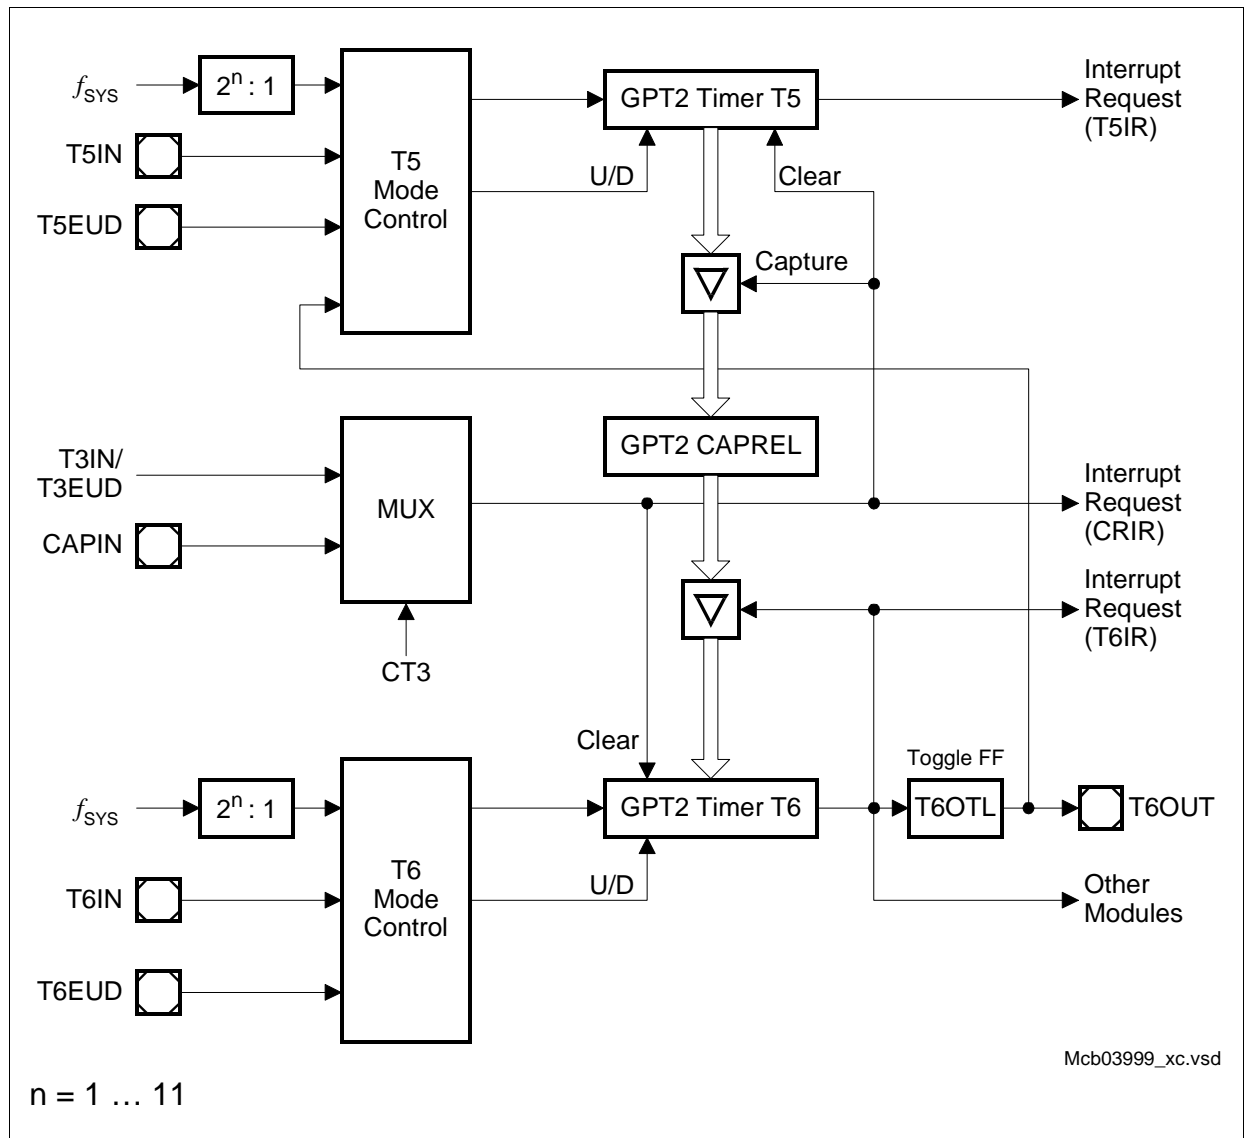 fSYS
2ⁿ : 1
T5IN
T5EUD
T5
Mode
Control
GPT2 Timer T5
U/D
Clear
Interrupt
Request
(T5IR)
Capture
T3IN/
T3EUD
CAPIN
MUX
CT3
GPT2 CAPREL
Interrupt
Request
(CRIR)
Interrupt
Request
(T6IR)
Clear
fSYS
2ⁿ : 1
T6IN
T6EUD
T6
Mode
Control
GPT2 Timer T6
U/D
Toggle FF
T6OTL
T6OUT
Other
Modules
Mcb03999_xc.vsd
n = 1 … 11